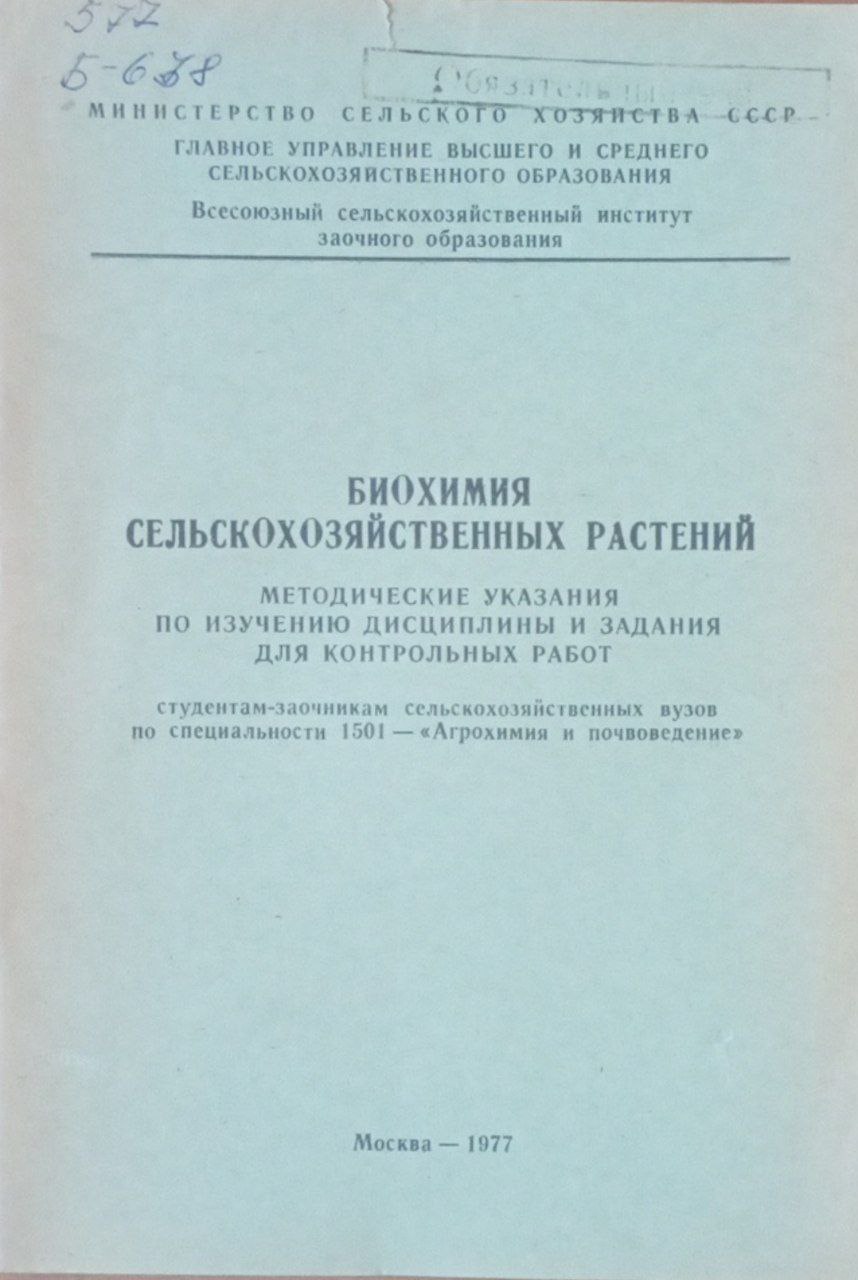 577
Б-638
Обязательный
МИНИСТЕРСТВО СЕЛЬСКОГО ХОЗЯЙСТВА СССР
ГЛАВНОЕ УПРАВЛЕНИЕ ВЫСШЕГО И СРЕДНЕГО
СЕЛЬСКОХОЗЯЙСТВЕННОГО ОБРАЗОВАНИЯ
Всесоюзный сельскохозяйственный институт
заочного образования
БИОХИМИЯ
СЕЛЬСКОХОЗЯЙСТВЕННЫХ РАСТЕНИЙ
МЕТОДИЧЕСКИЕ УКАЗАНИЯ
ПО ИЗУЧЕНИЮ ДИСЦИПЛИНЫ И ЗАДАНИЯ
ДЛЯ КОНТРОЛЬНЫХ РАБОТ
студентам-заочникам сельскохозяйственных вузов
по специальности 1501 — «Агрохимия и почвоведение»
Москва — 1977